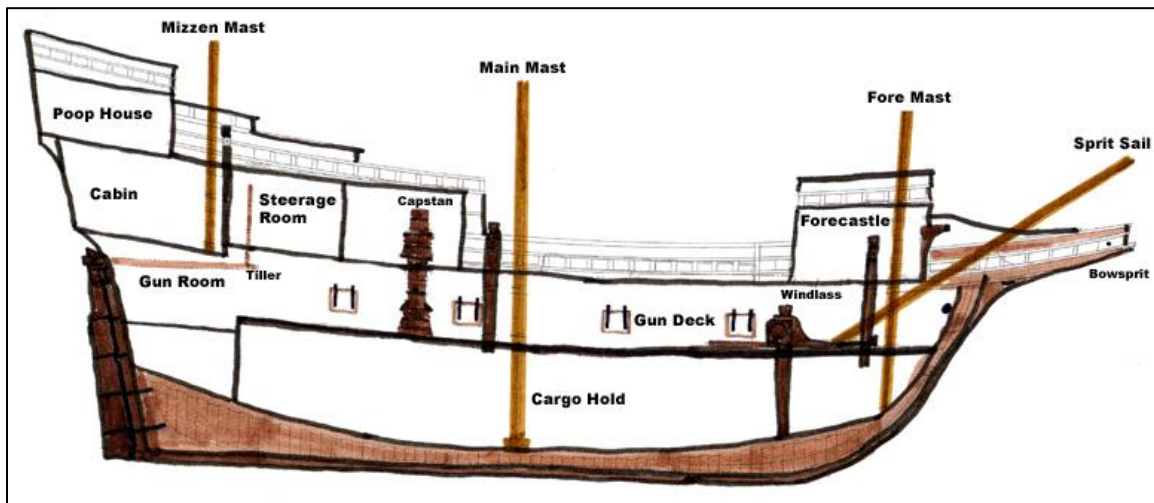 Mizzen Mast
Main Mast
Fore Mast
Sprit Sail
Poop House
Cabin
Steerage
Room
Capstan
Forecastle
Tiller
Gun Room
Bowsprit
Windlass
Gun Deck
Cargo Hold